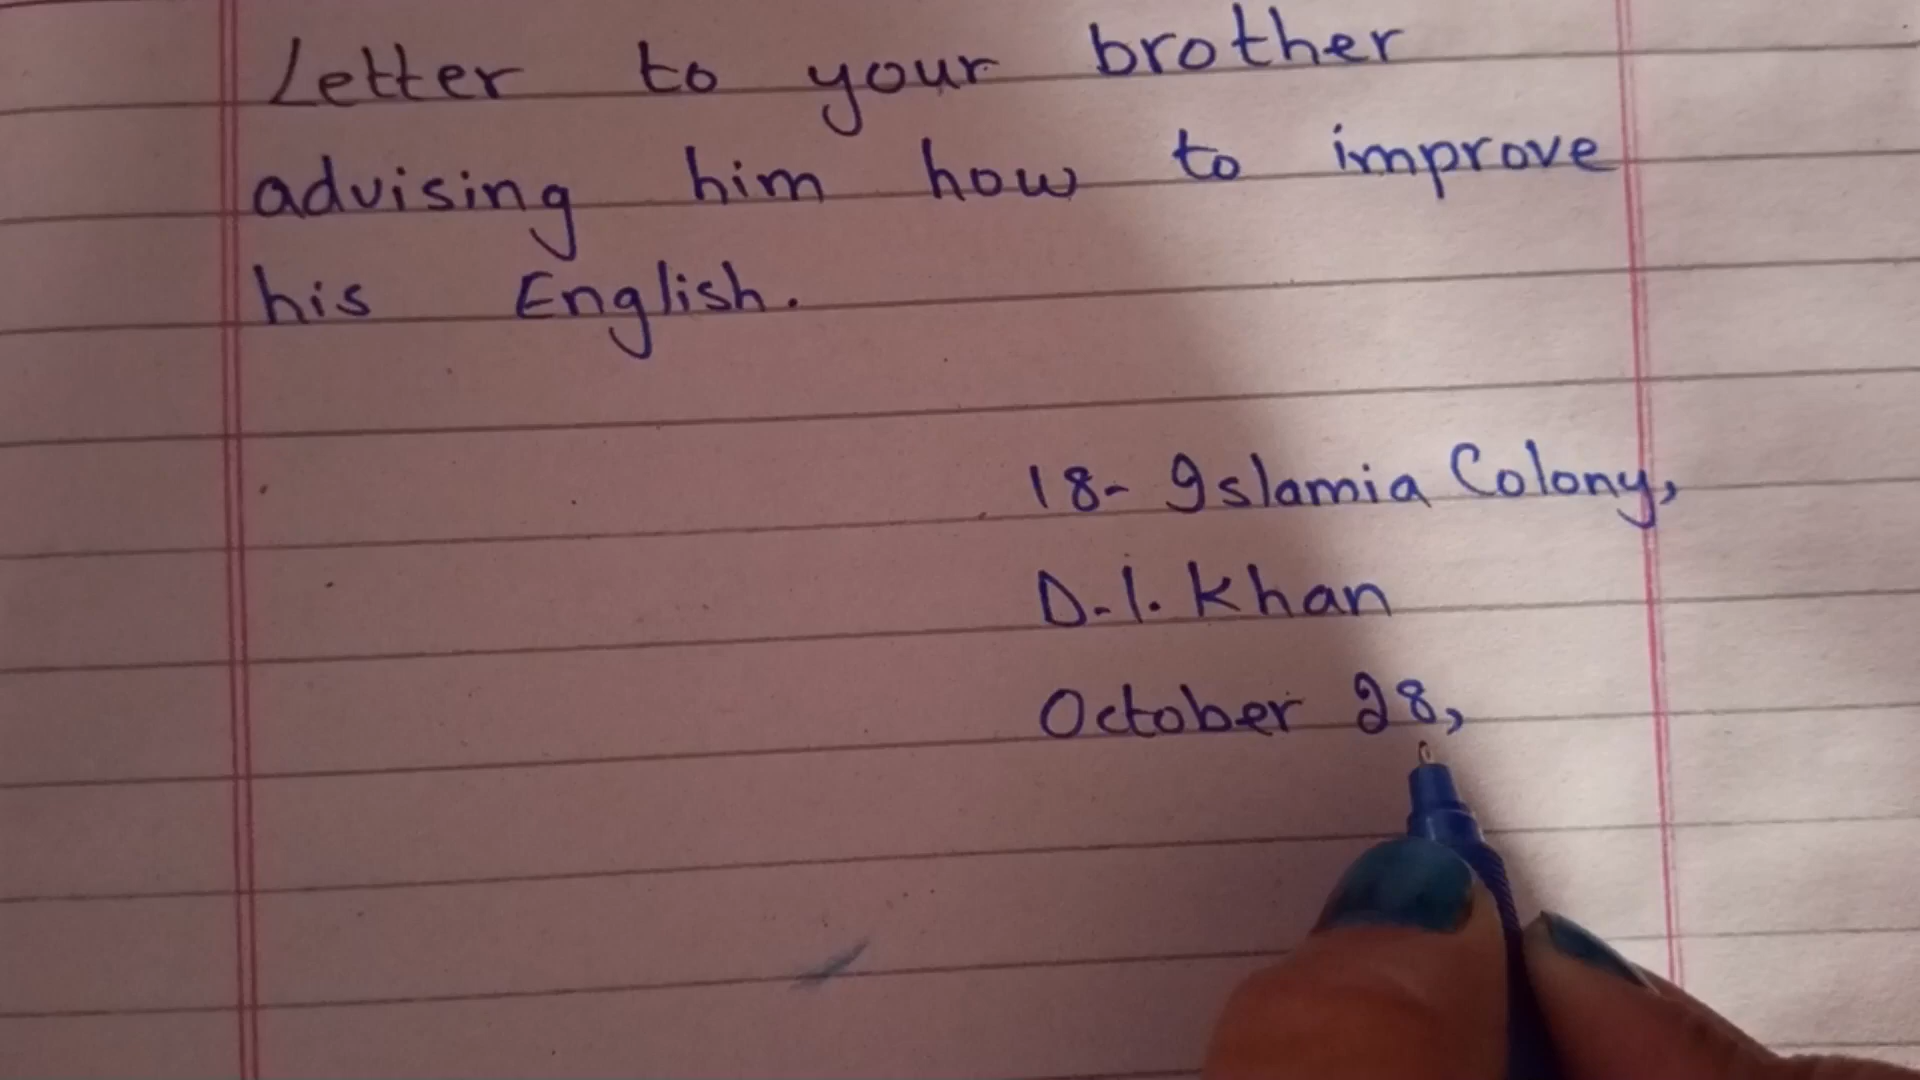 Letter to your brother
advising him how to improve
his English.
18- Islamia Colony,
D.I. Khan
October 28,